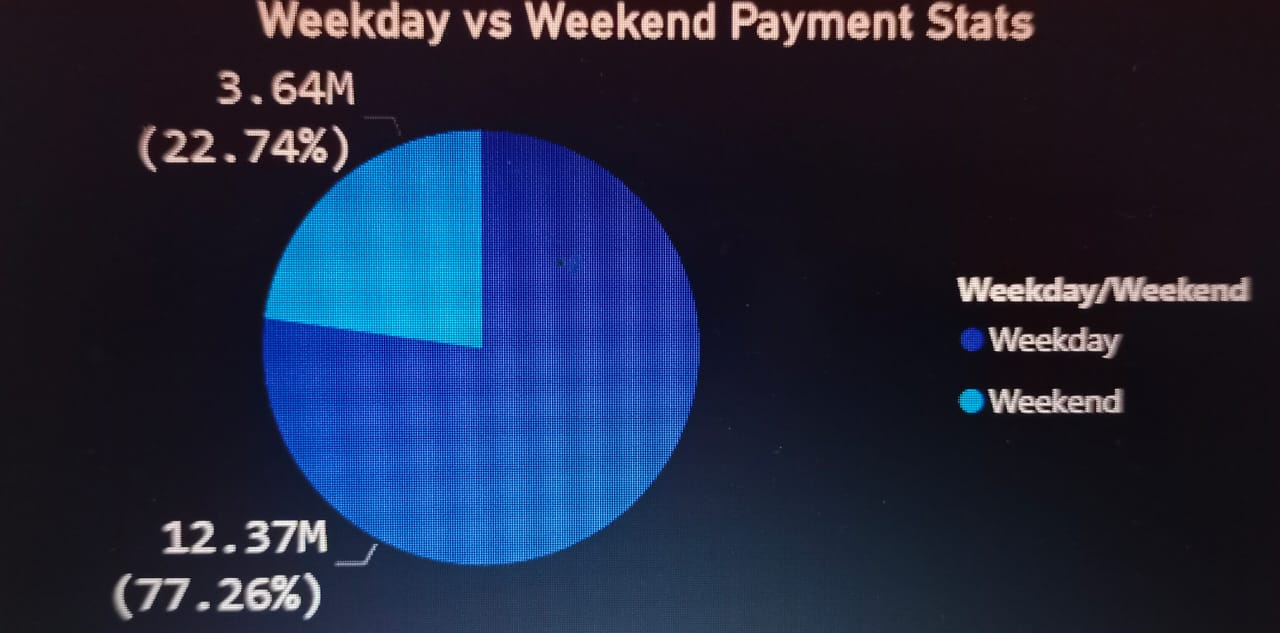 Weekday vs Weekend Payment Stats
3.64M
(22.74%)
Weekday/Weekend
Weekday
Weekend
12.37M
(77.26%)